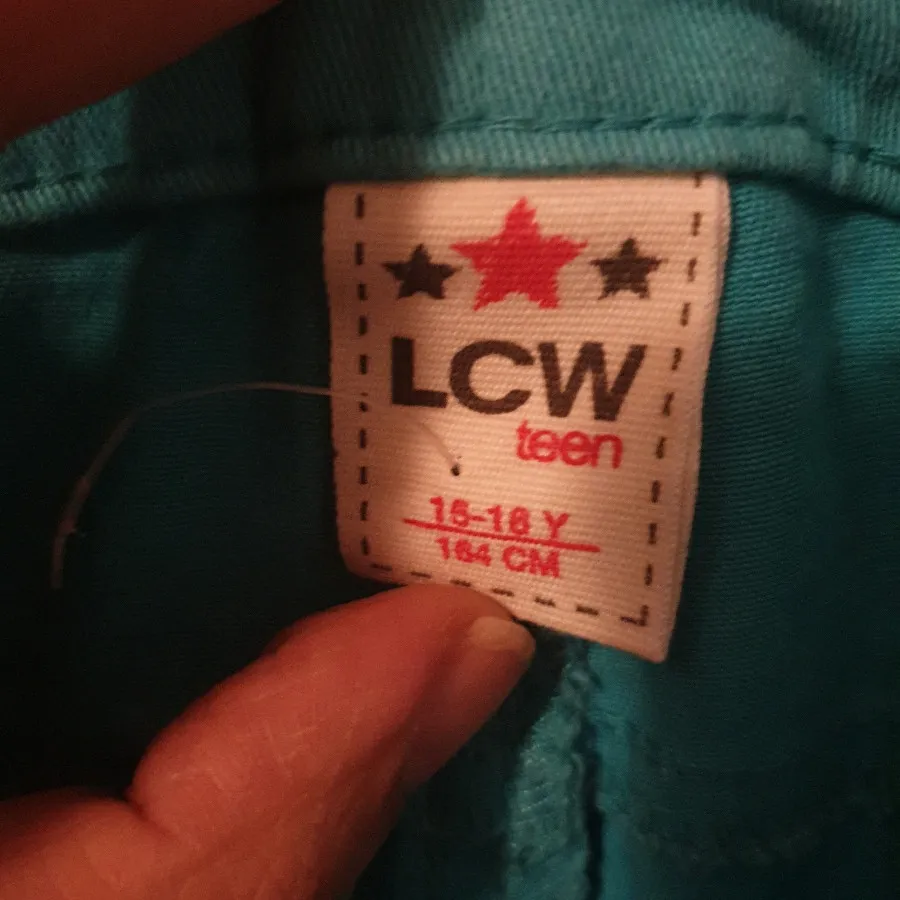 LCW
teen
15-16 Y
164 CM